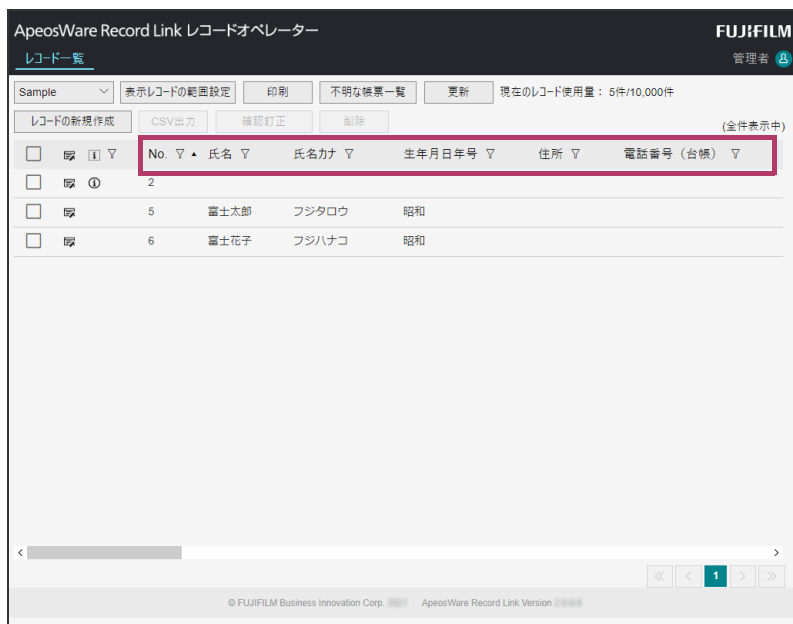 ApeosWare Record Link レコードオペレーター FUJIFILM
レコード一覧 管理者
Sample 表示レコードの範囲設定 印刷 不明な帳票一覧 更新 現在のレコード使用量： 5件/10,000件
レコードの新規作成 CSV出力 確認訂正 削除 (全件表示中)
No. 氏名 氏名カナ 生年月日年号 住所 電話番号（台帳）
2
5 富士太郎 フジタロウ 昭和
6 富士花子 フジハナコ 昭和
1
© FUJIFILM Business Innovation Corp. ApeosWare Record Link Version